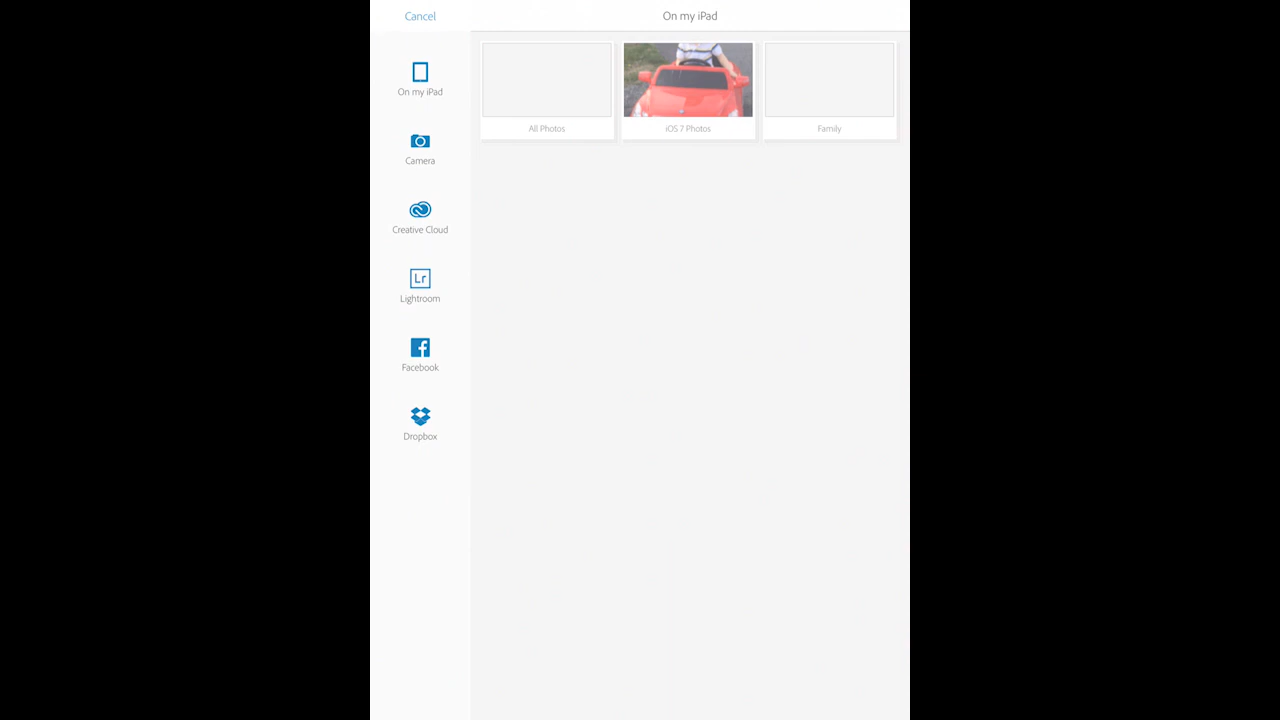 Cancel
On my iPad
On my iPad
Camera
Creative Cloud
Lr
Lightroom
Facebook
Dropbox
All Photos
iOS 7 Photos
Family